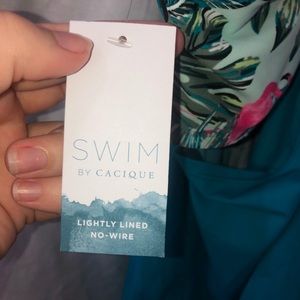 SWIM
BY CACIQUE
LIGHTLY LINED
NO-WIRE